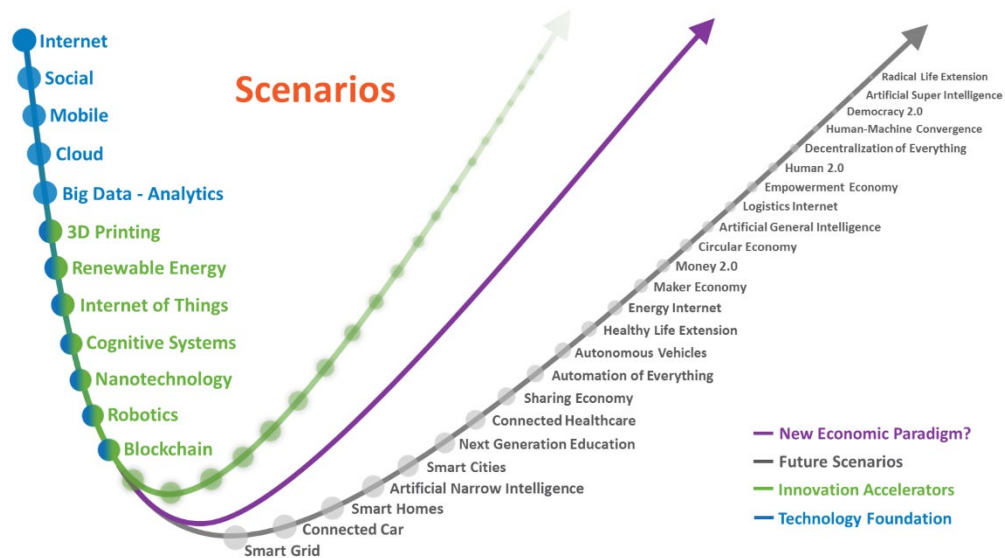 Scenarios
Internet
Social
Mobile
Cloud
Big Data - Analytics
3D Printing
Renewable Energy
Internet of Things
Cognitive Systems
Nanotechnology
Robotics
Blockchain
Radical Life Extension
Artificial Super Intelligence
Democracy 2.0
Human-Machine Convergence
Decentralization of Everything
Human 2.0
Empowerment Economy
Logistics Internet
Artificial General Intelligence
Circular Economy
Money 2.0
Maker Economy
Energy Internet
Healthy Life Extension
Autonomous Vehicles
Automation of Everything
Sharing Economy
Connected Healthcare
Next Generation Education
Smart Cities
Artificial Narrow Intelligence
Smart Homes
Connected Car
Smart Grid
New Economic Paradigm?
Future Scenarios
Innovation Accelerators
Technology Foundation